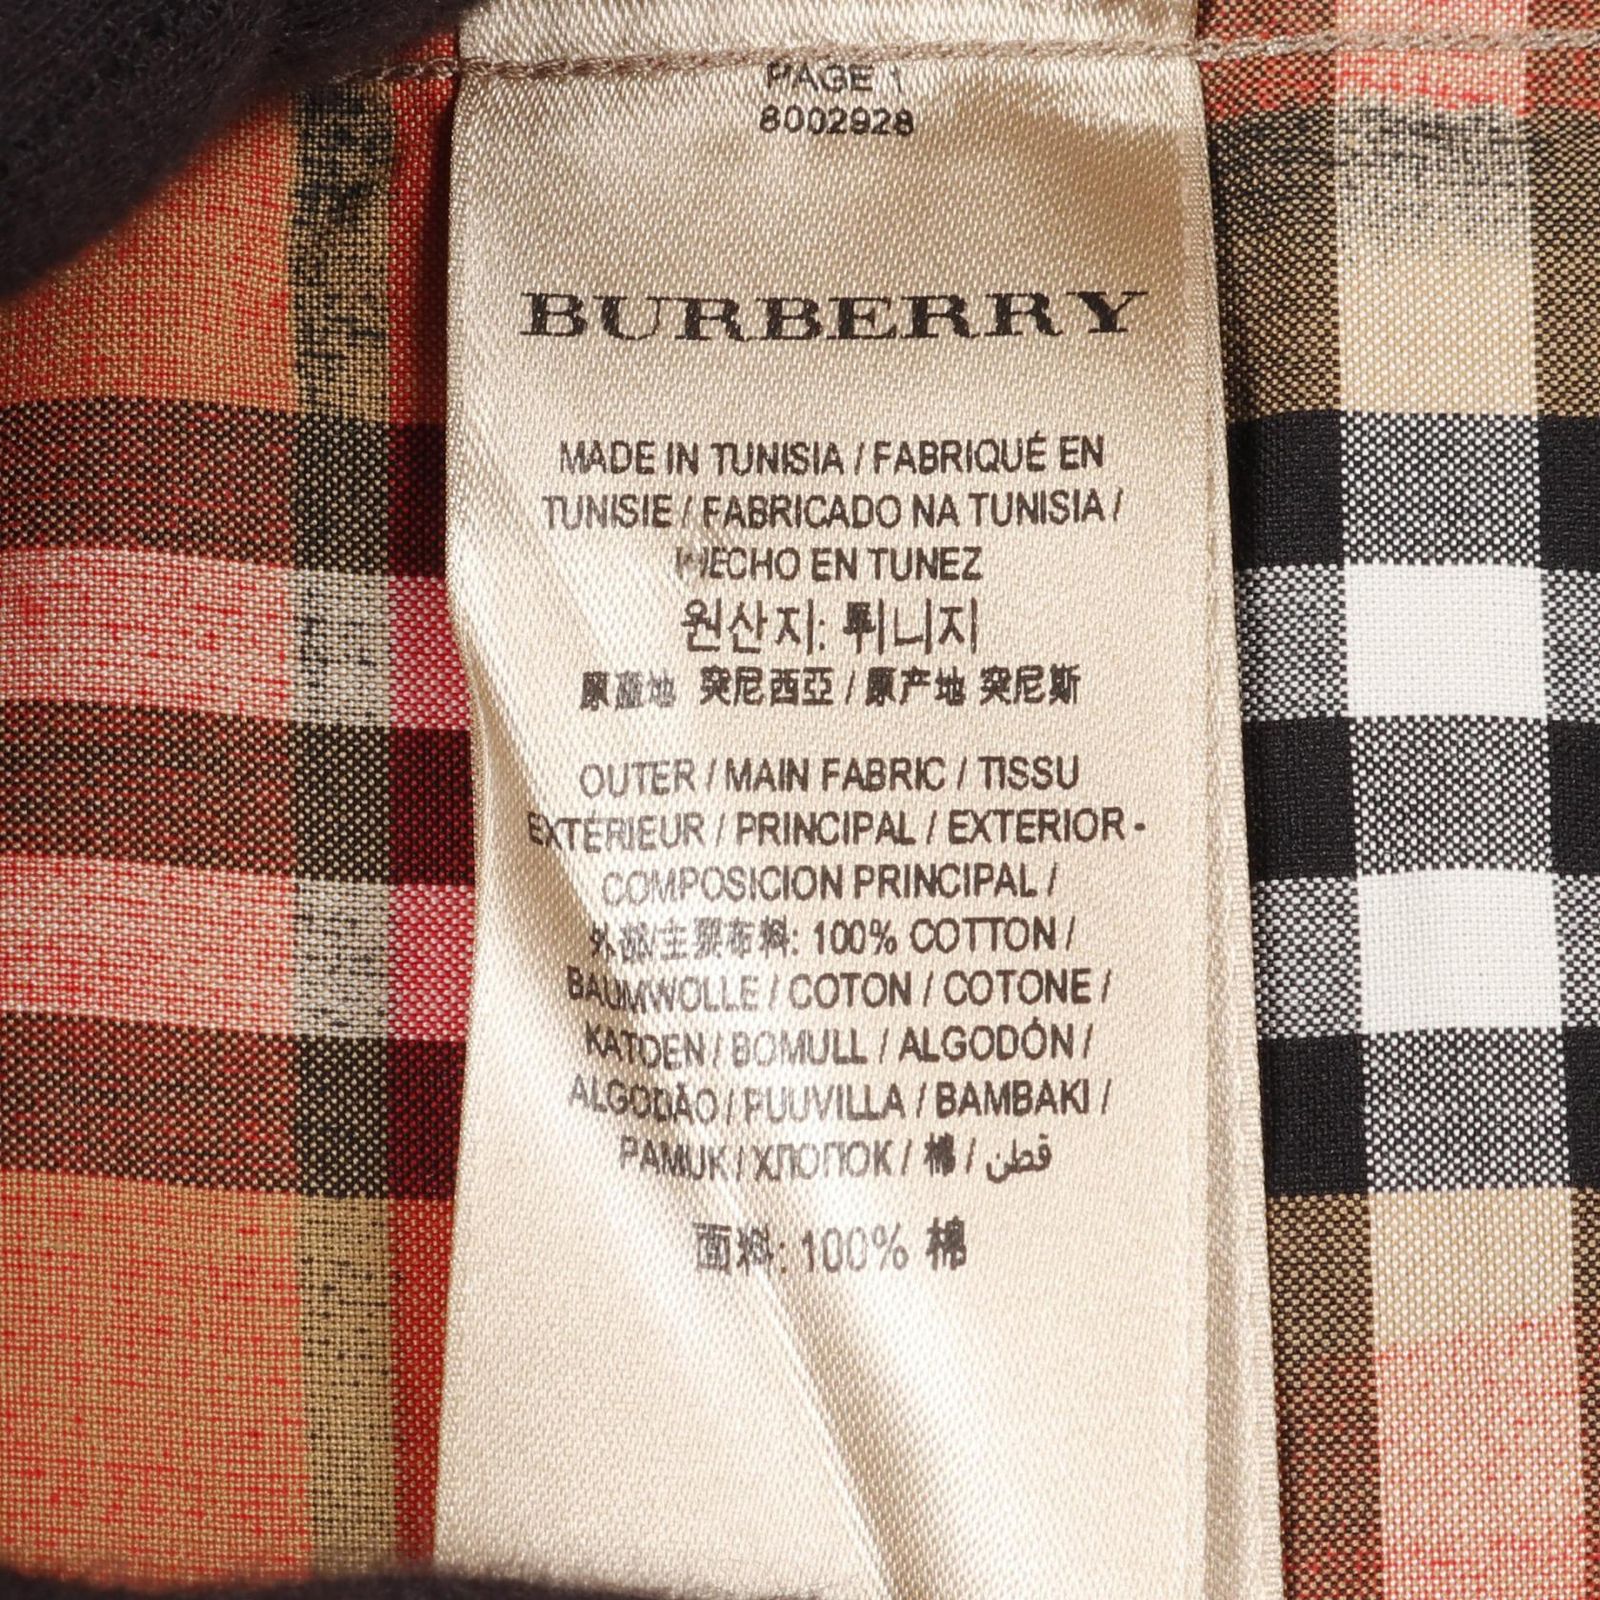 PAGE 1
8002928
BURBERRY
MADE IN TUNISIA / FABRIQUÉ EN
TUNISIE / FABRICADO NA TUNISIA /
HECHO EN TUNEZ
원산지: 튀니지
原產地 突尼西亞 / 原产地 突尼斯
OUTER / MAIN FABRIC / TISSU
EXTÉRIEUR / PRINCIPAL / EXTERIOR -
COMPOSICION PRINCIPAL /
外部/主要布料: 100% COTTON /
BAUMWOLLE / COTON / COTONE /
KATOEN / BOMULL / ALGODÓN /
ALGODÃO / PUUVILLA / BAMBAKI /
PAMUK / ХЛОПОК / 棉 / قطن
面料: 100% 棉